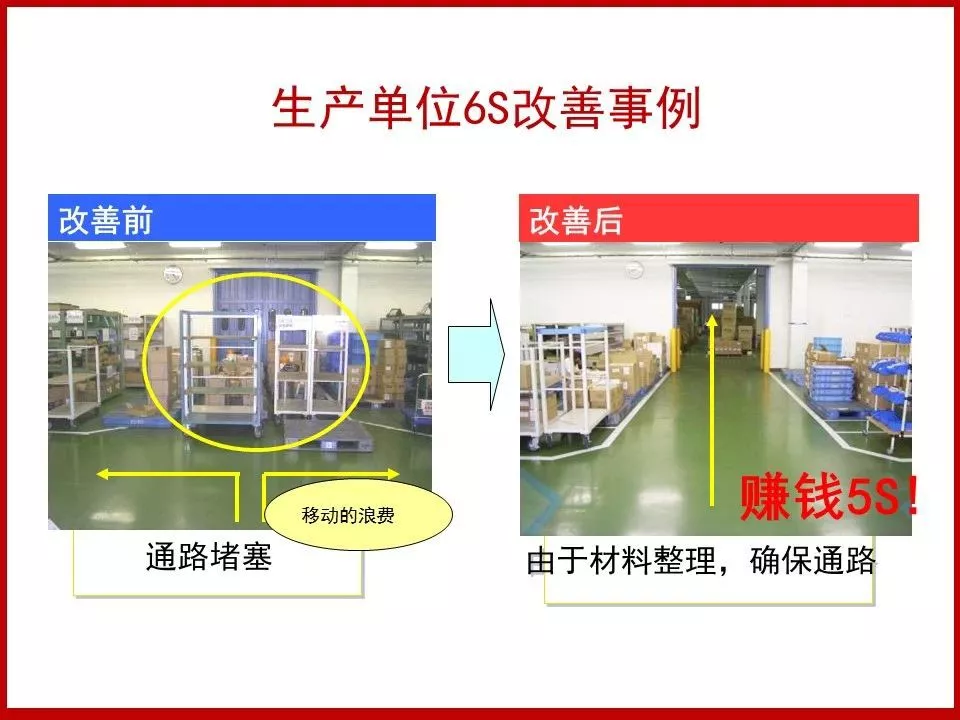 生产单位6S改善事例
改善前
改善后
移动的浪费
赚钱5S！
通路堵塞
由于材料整理，确保通路